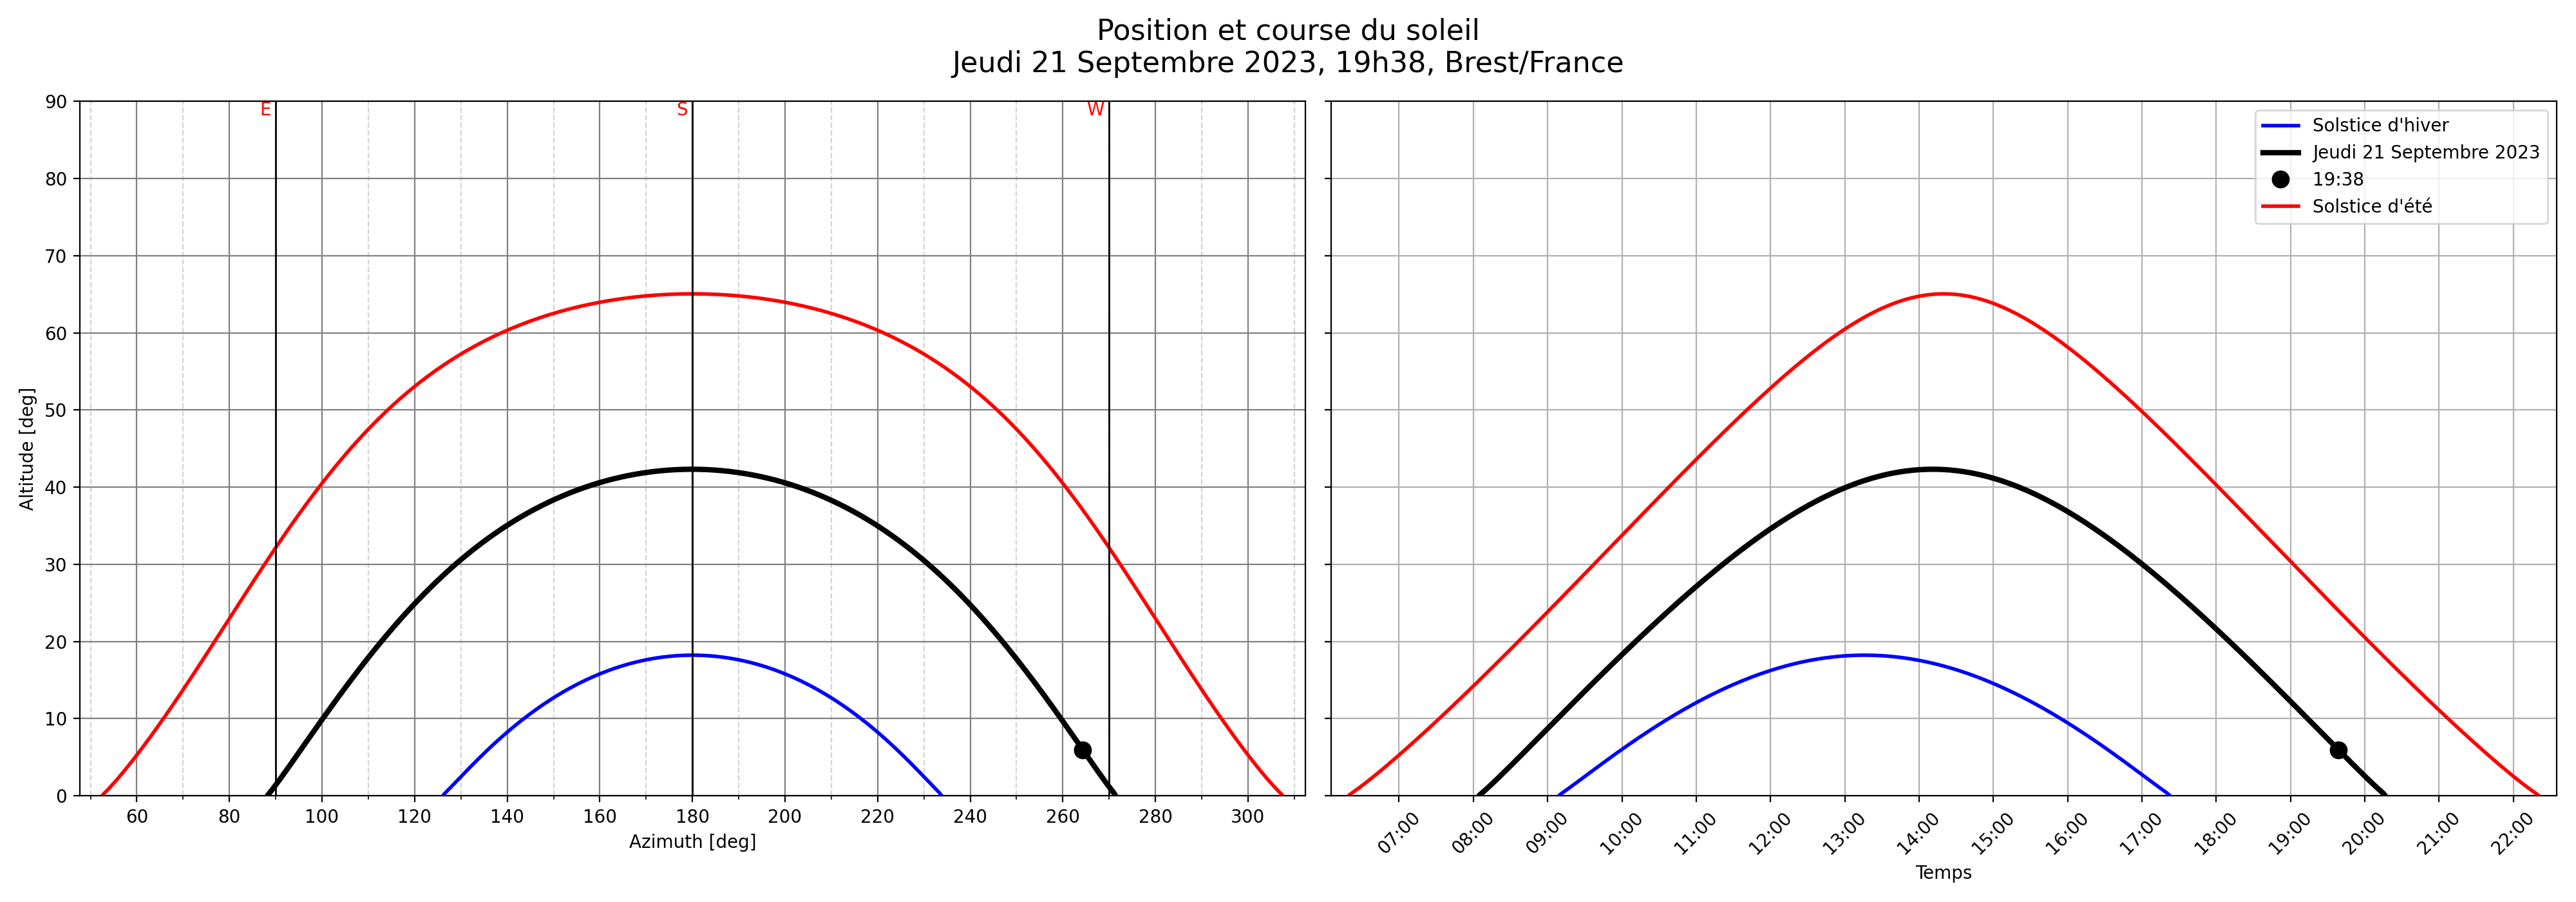 Position et course du soleil
Jeudi 21 Septembre 2023, 19h38, Brest/France
E
S
W
90
80
70
60
50
40
30
20
10
0
Altitude [deg]
60 80 100 120 140 160 180 200 220 240 260 280 300
Azimuth [deg]
Solstice d'hiver
Jeudi 21 Septembre 2023
19:38
Solstice d'été
07:00 08:00 09:00 10:00 11:00 12:00 13:00 14:00 15:00 16:00 17:00 18:00 19:00 20:00 21:00 22:00
Temps